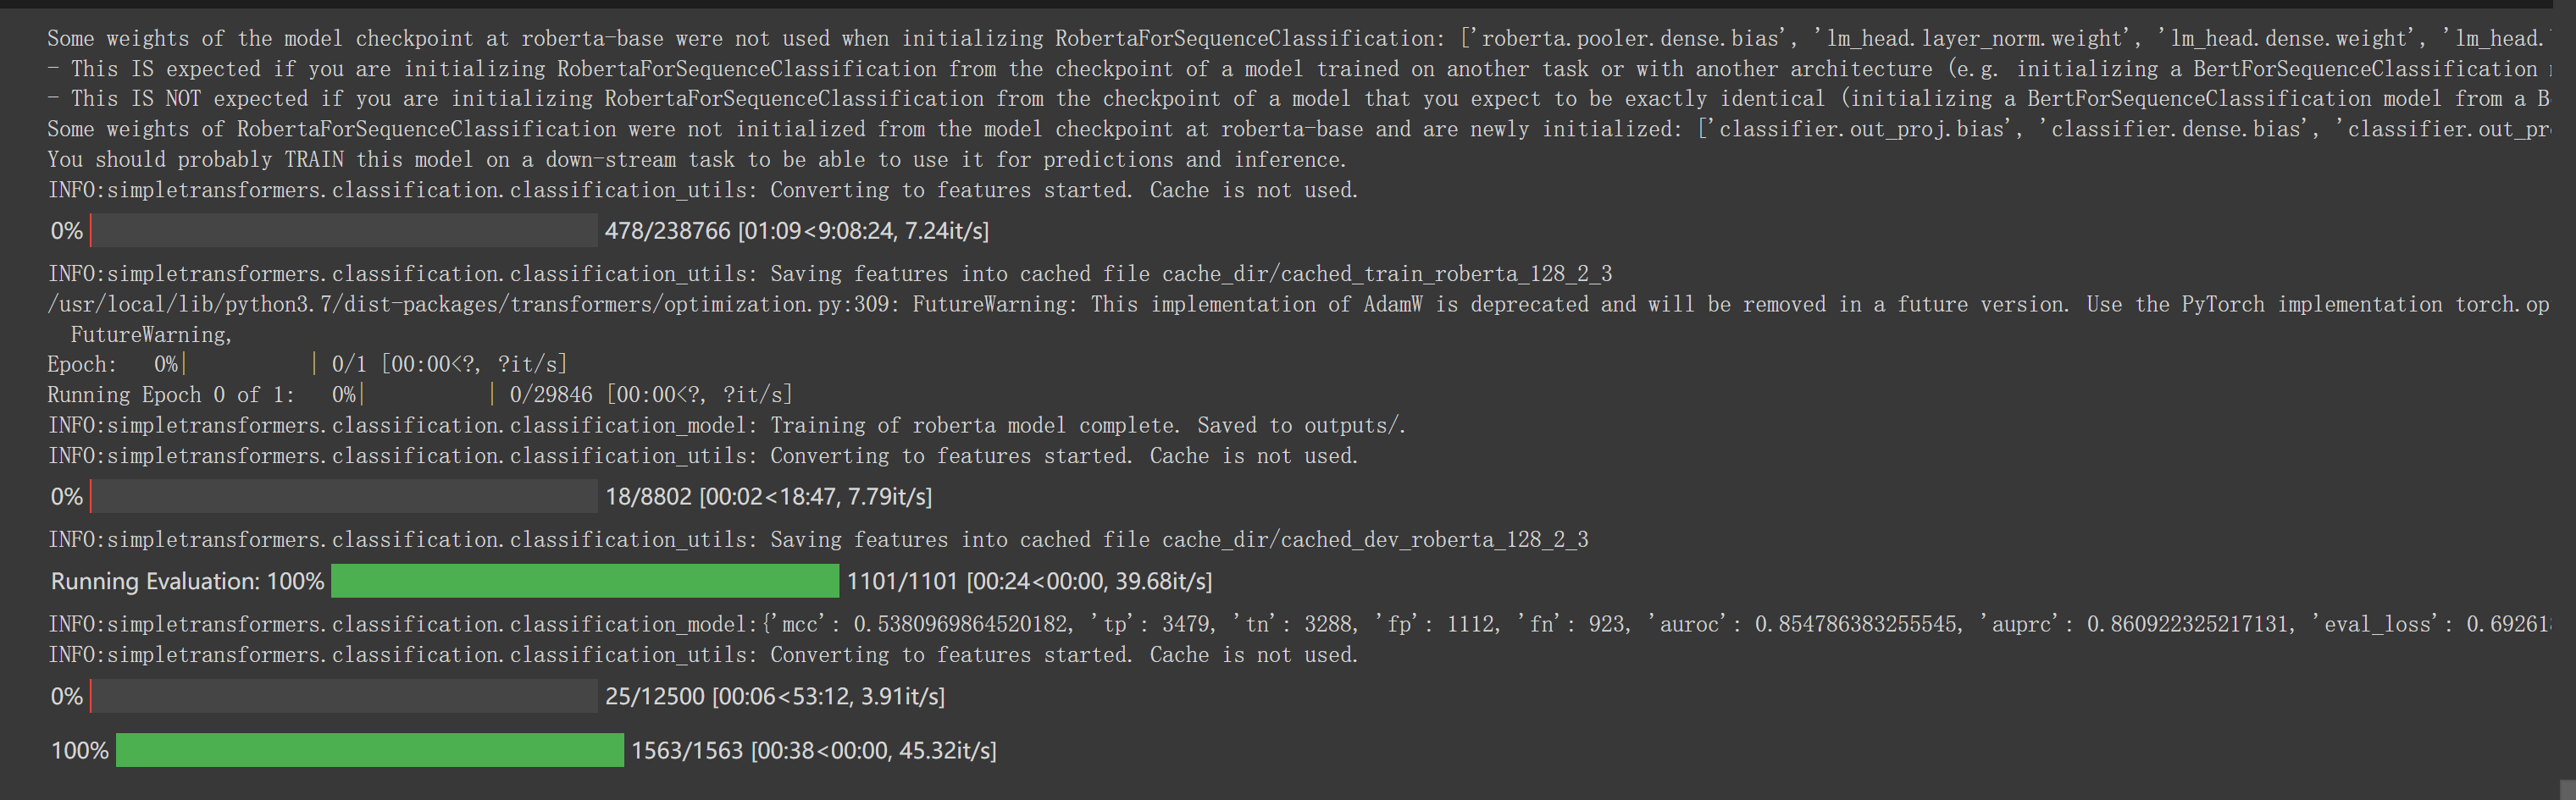 Some weights of the model checkpoint at roberta-base were not used when initializing RobertaForSequenceClassification: ['roberta.pooler.dense.bias', 'lm_head.layer_norm.weight', 'lm_head.dense.weight', 'lm_head.
- This IS expected if you are initializing RobertaForSequenceClassification from the checkpoint of a model trained on another task or with another architecture (e.g. initializing a BertForSequenceClassification
- This IS NOT expected if you are initializing RobertaForSequenceClassification from the checkpoint of a model that you expect to be exactly identical (initializing a BertForSequenceClassification model from a B
Some weights of RobertaForSequenceClassification were not initialized from the model checkpoint at roberta-base and are newly initialized: ['classifier.out_proj.bias', 'classifier.dense.bias', 'classifier.out_pr
You should probably TRAIN this model on a down-stream task to be able to use it for predictions and inference.
INFO:simpletransformers.classification.classification_utils: Converting to features started. Cache is not used.
0% 478/238766 [01:09<9:08:24, 7.24it/s]
INFO:simpletransformers.classification.classification_utils: Saving features into cached file cache_dir/cached_train_roberta_128_2_3
/usr/local/lib/python3.7/dist-packages/transformers/optimization.py:309: FutureWarning: This implementation of AdamW is deprecated and will be removed in a future version. Use the PyTorch implementation torch.op
FutureWarning,
Epoch: 0%| | 0/1 [00:00<?, ?it/s]
Running Epoch 0 of 1: 0%| | 0/29846 [00:00<?, ?it/s]
INFO:simpletransformers.classification.classification_model: Training of roberta model complete. Saved to outputs/.
INFO:simpletransformers.classification.classification_utils: Converting to features started. Cache is not used.
0% 18/8802 [00:02<18:47, 7.79it/s]
INFO:simpletransformers.classification.classification_utils: Saving features into cached file cache_dir/cached_dev_roberta_128_2_3
Running Evaluation: 100% 1101/1101 [00:24<00:00, 39.68it/s]
INFO:simpletransformers.classification.classification_model:{'mcc': 0.5380969864520182, 'tp': 3479, 'tn': 3288, 'fp': 1112, 'fn': 923, 'auroc': 0.854786383255545, 'auprc': 0.860922325217131, 'eval_loss': 0.69261
INFO:simpletransformers.classification.classification_utils: Converting to features started. Cache is not used.
0% 25/12500 [00:06<53:12, 3.91it/s]
100% 1563/1563 [00:38<00:00, 45.32it/s]